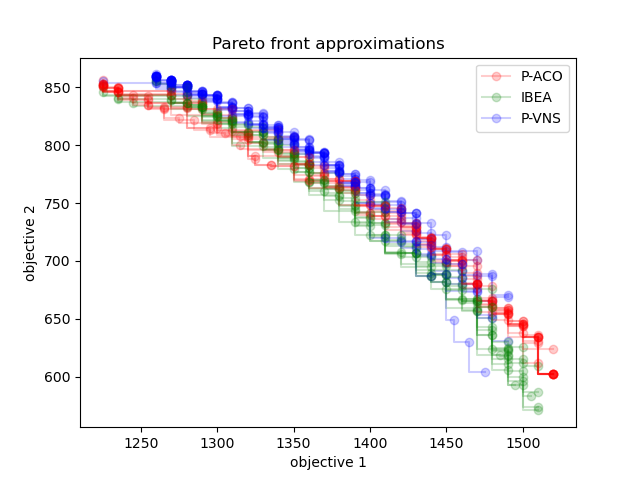 Pareto front approximations
P-ACO
IBEA
P-VNS
objective 2
850
800
750
700
650
600
1250
1300
1350
1400
1450
1500
objective 1